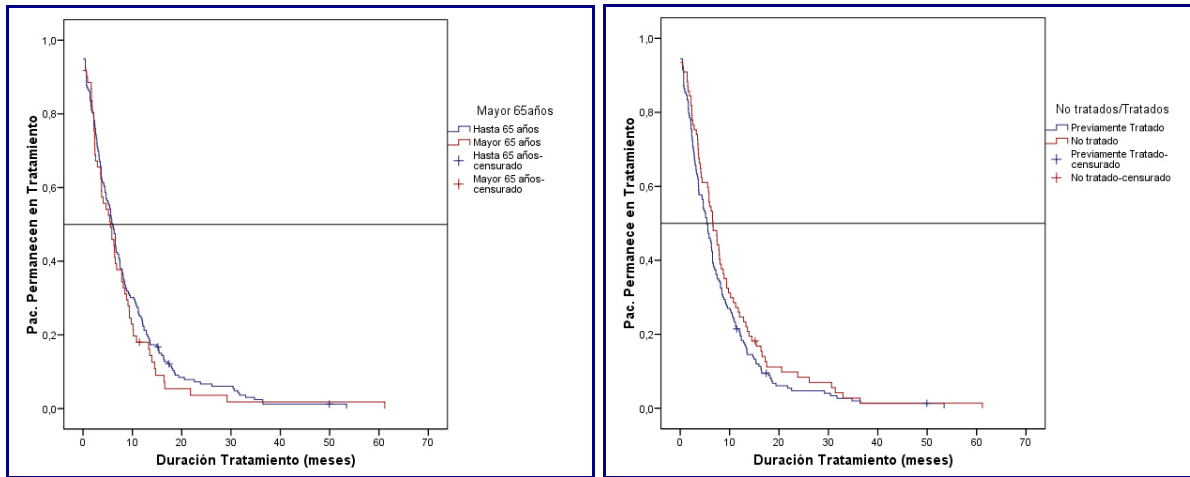 Pac. Permanecen en Tratamiento
1,0
0,8
0,6
0,4
0,2
0,0
0 10 20 30 40 50 60 70
Duración Tratamiento (meses)
Mayor 65años
Hasta 65 años
Mayor 65 años
Hasta 65 años-
censurado
Mayor 65 años-
censurado
Pac. Permanece en Tratamiento
1,0
0,8
0,6
0,4
0,2
0,0
0 10 20 30 40 50 60 70
Duración Tratamiento (meses)
No tratados/Tratados
Previamente Tratado
No tratado
Previamente Tratado-
censurado
No tratado-censurado